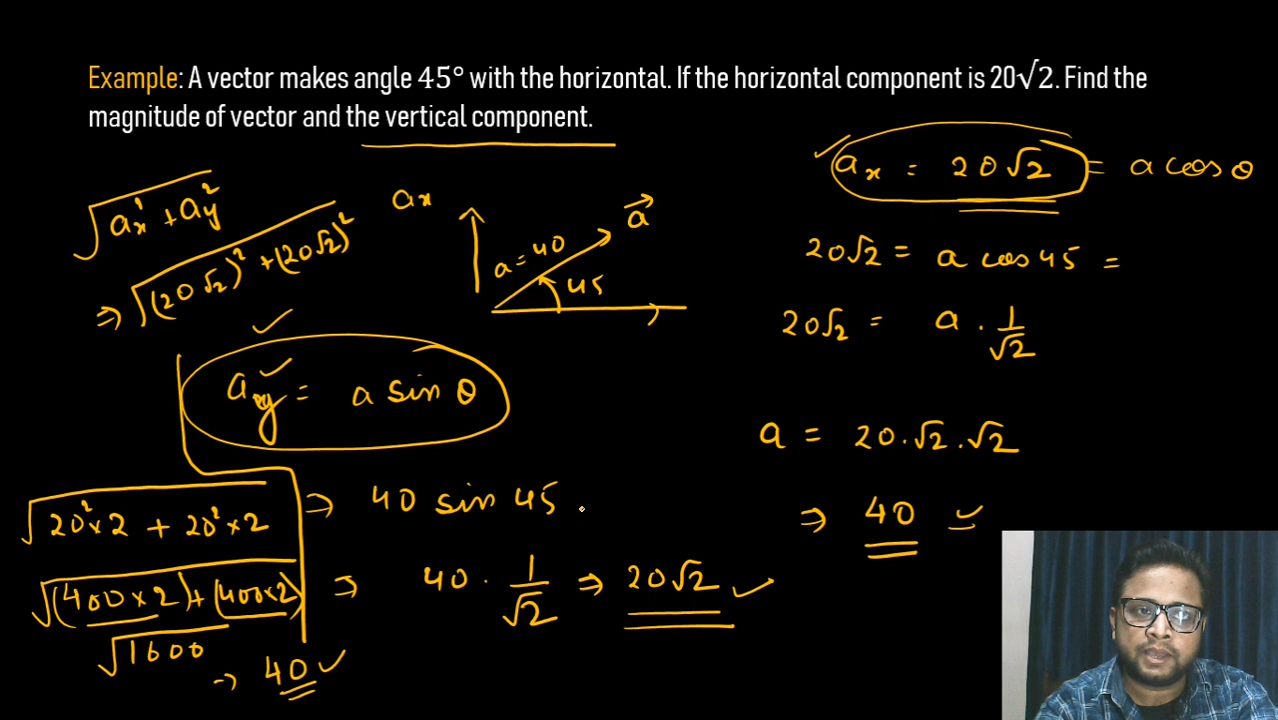 Example: A vector makes angle 45° with the horizontal. If the horizontal component is 20√2. Find the
magnitude of vector and the vertical component.
ax = 20√2 = a cos θ
20√2 = a cos 45 =
20√2 = a . 1/√2
a = 20.√2.√2
⇒ 40
ax
a = 40
a⃗
45
√(ax² + ay²)
⇒ √((20√2)² + (20√2)²)
ay = a sin θ
⇒ 40 sin 45
⇒ 40 . 1/√2 ⇒ 20√2
√(20² × 2 + 20² × 2)
√((400 × 2) + (400 × 2))
√1600
⇒ 40